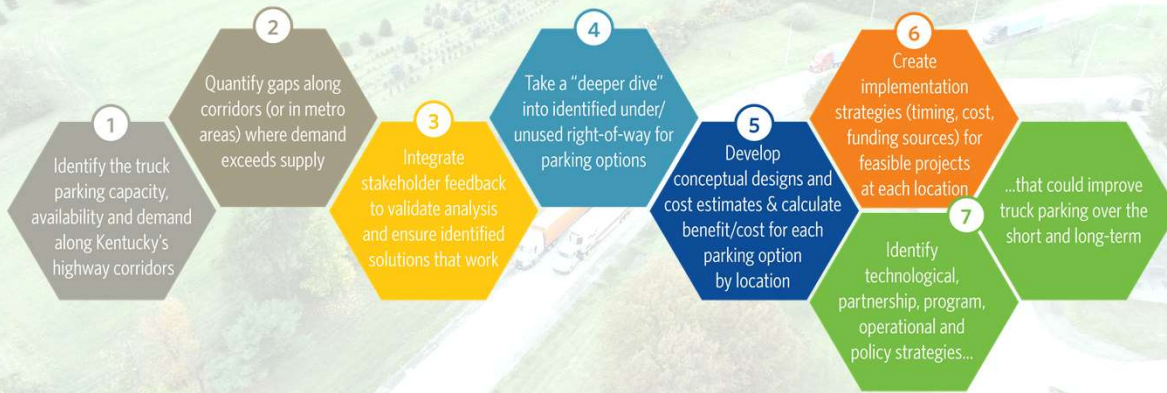 1
Identify the truck
parking capacity,
availability and demand
along Kentucky's
highway corridors
2
Quantify gaps along
corridors (or in metro
areas) where demand
exceeds supply
3
Integrate
stakeholder feedback
to validate analysis
and ensure identified
solutions that work
4
Take a “deeper dive”
into identified under/
unused right-of-way for
parking options
5
Develop
conceptual designs and
cost estimates & calculate
benefit/cost for each
parking option
by location
6
Create
implementation
strategies (timing, cost,
funding sources) for
feasible projects
at each location
7
Identify
technological,
partnership, program,
operational and
policy strategies...
...that could improve
truck parking over the
short and long-term